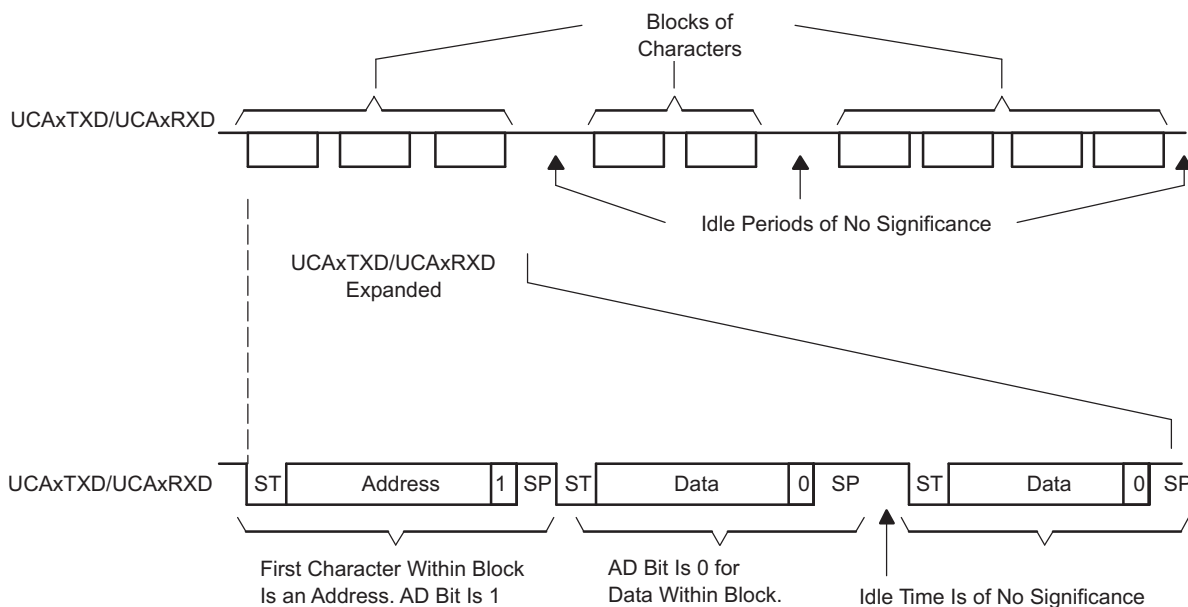 Blocks of
Characters
UCAxTXD/UCAxRXD
Idle Periods of No Significance
UCAxTXD/UCAxRXD
Expanded
UCAxTXD/UCAxRXD
ST Address 1 SP ST Data 0 SP ST Data 0 SP
First Character Within Block
Is an Address. AD Bit Is 1
AD Bit Is 0 for
Data Within Block.
Idle Time Is of No Significance